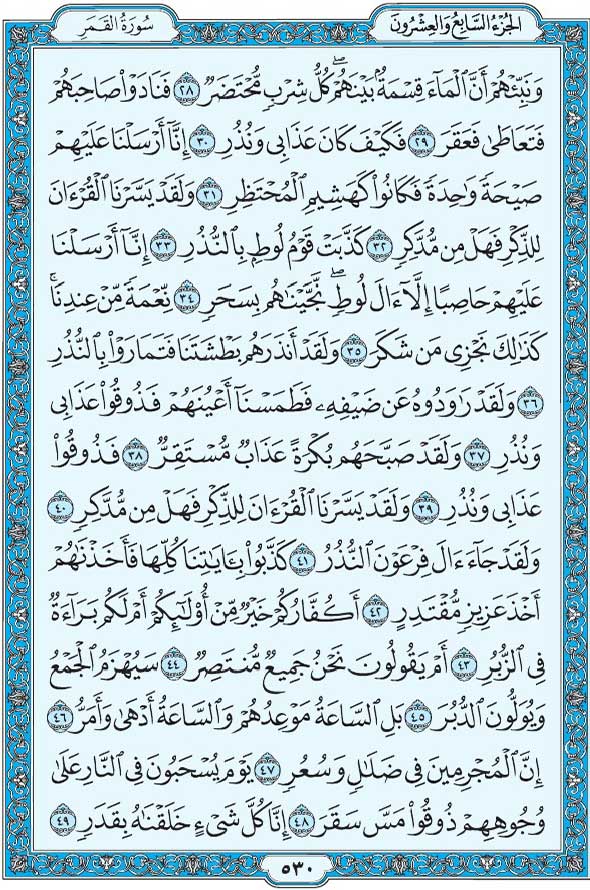 الجُزْءُ السَّابِعُ وَالعِشْرُونَ
سُورَةُ القَمَر
وَنَبِّئْهُمْ أَنَّ ٱلْمَآءَ قِسْمَةٌۢ بَيْنَهُمْ ۖ كُلُّ شِرْبٍ مُّحْتَضَرٌ ٢٨ فَنَادَوْا۟ صَاحِبَهُمْ
فَتَعَاطَىٰ فَعَقَرَ ٢٩ فَكَيْفَ كَانَ عَذَابِى وَنُذُرِ ٣٠ إِنَّآ أَرْسَلْنَا عَلَيْهِمْ
صَيْحَةً وَٰحِدَةً فَكَانُوا۟ كَهَشِيمِ ٱلْمُحْتَظِرِ ٣١ وَلَقَدْ يَسَّرْنَا ٱلْقُرْءَانَ
لِلذِّكْرِ فَهَلْ مِن مُّدَّكِرٍ ٣٢ كَذَّبَتْ قَوْمُ لُوطٍۭ بِٱلنُّذُرِ ٣٣ إِنَّآ أَرْسَلْنَا
عَلَيْهِمْ حَاصِبًا إِلَّآ ءَالَ لُوطٍ ۖ نَّجَّيْنَٰهُم بِسَحَرٍ ٣٤ نِّعْمَةً مِّنْ عِندِنَا ۚ
كَذَٰلِكَ نَجْزِى مَن شَكَرَ ٣٥ وَلَقَدْ أَنذَرَهُم بَطْشَتَنَا فَتَمَارَوْا۟ بِٱلنُّذُرِ
٣٦ وَلَقَدْ رَٰوَدُوهُ عَن ضَيْفِهِۦ فَطَمَسْنَآ أَعْيُنَهُمْ فَذُوقُوا۟ عَذَابِى
وَنُذُرِ ٣٧ وَلَقَدْ صَبَّحَهُم بُكْرَةً عَذَابٌ مُّسْتَقِرٌّ ٣٨ فَذُوقُوا۟
عَذَابِى وَنُذُرِ ٣٩ وَلَقَدْ يَسَّرْنَا ٱلْقُرْءَانَ لِلذِّكْرِ فَهَلْ مِن مُّدَّكِرٍ ٤٠
وَلَقَدْ جَآءَ ءَالَ فِرْعَوْنَ ٱلنُّذُرُ ٤١ كَذَّبُوا۟ بِـَٔايَٰتِنَا كُلِّهَا فَأَخَذْنَٰهُمْ
أَخْذَ عَزِيزٍ مُّقْتَدِرٍ ٤٢ أَكُفَّارُكُمْ خَيْرٌ مِّنْ أُو۟لَٰٓئِكُمْ أَمْ لَكُم بَرَآءَةٌ
فِى ٱلزُّبُرِ ٤٣ أَمْ يَقُولُونَ نَحْنُ جَمِيعٌ مُّنتَصِرٌ ٤٤ سَيُهْزَمُ ٱلْجَمْعُ
وَيُوَلُّونَ ٱلدُّبُرَ ٤٥ بَلِ ٱلسَّاعَةُ مَوْعِدُهُمْ وَٱلسَّاعَةُ أَدْهَىٰ وَأَمَرُّ ٤٦
إِنَّ ٱلْمُجْرِمِينَ فِى ضَلَٰلٍ وَسُعُرٍ ٤٧ يَوْمَ يُسْحَبُونَ فِى ٱلنَّارِ عَلَىٰ
وُجُوهِهِمْ ذُوقُوا۟ مَسَّ سَقَرَ ٤٨ إِنَّا كُلَّ شَىْءٍ خَلَقْنَٰهُ بِقَدَرٍ ٤٩
٥٣٠